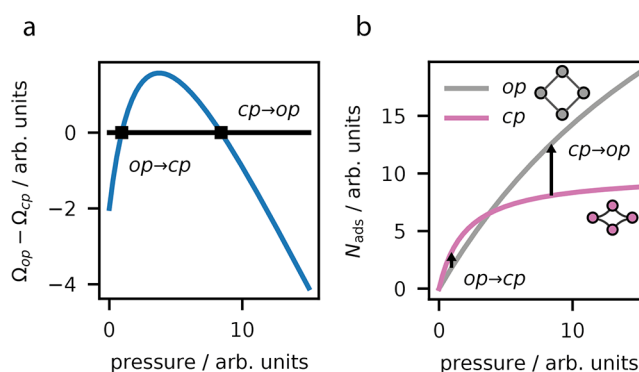 a
Ω_op − Ω_cp / arb. units
0
−2
−4
cp→op
op→cp
0
10
pressure / arb. units
b
N_ads / arb. units
15
10
5
0
op
cp
cp→op
op→cp
0
10
pressure / arb. units